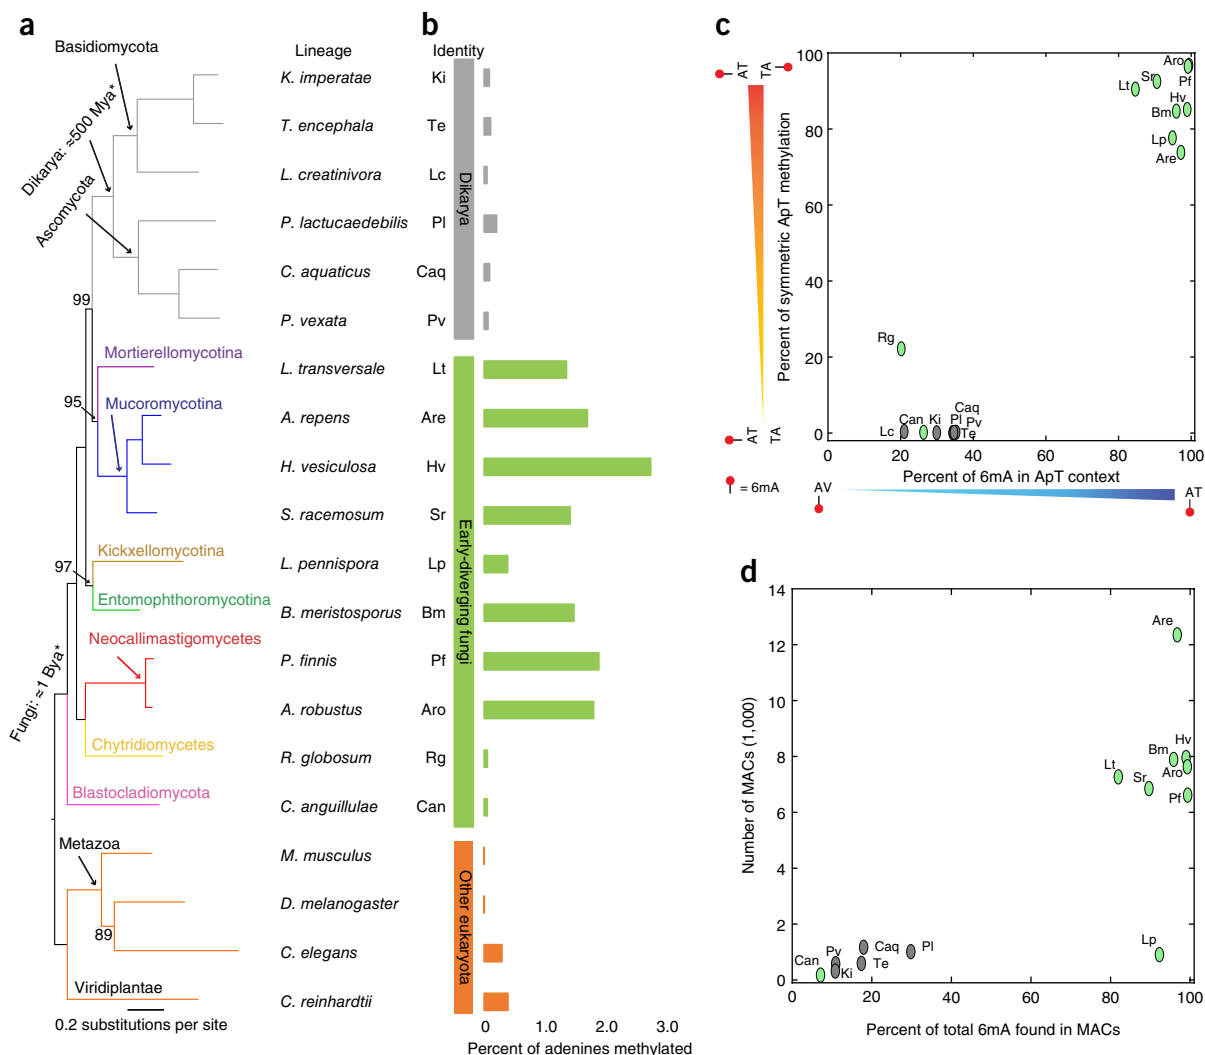 a
Basidiomycota
Dikarya: ≈500 Mya*
Ascomycota
99
Mortierellomycotina
95
Mucoromycotina
Kickxellomycotina
97
Entomophthoromycotina
Neocallimastigomycetes
Fungi: ≈1 Bya*
Chytridiomycetes
Blastocladiomycota
Metazoa
89
Viridiplantae
0.2 substitutions per site
Lineage
K. imperatae
T. encephala
L. creatinivora
P. lactucaedebilis
C. aquaticus
P. vexata
L. transversale
A. repens
H. vesiculosa
S. racemosum
L. pennispora
B. meristosporus
P. finnis
A. robustus
R. globosum
C. anguillulae
M. musculus
D. melanogaster
C. elegans
C. reinhardtii
b
Identity
Ki
Te
Lc
Pl
Caq
Pv
Lt
Are
Hv
Sr
Lp
Bm
Pf
Aro
Rg
Can
Dikarya
Early-diverging fungi
Other eukaryota
0 1.0 2.0 3.0
Percent of adenines methylated
c
AT TA
AT TA
= 6mA
Percent of symmetric ApT methylation
100
80
60
40
20
0
Aro
Sr
Pf
Lt
Hv
Bm
Lp
Are
Rg
Caq
Can Ki Pl Pv
Lc Te
0 20 40 60 80 100
Percent of 6mA in ApT context
AV AT
d
Number of MACs (1,000)
14
12
10
8
6
4
2
0
Are
Hv
Bm
Lt
Aro
Sr
Pf
Lp
Pv Caq Pl
Can Te
Ki
0 20 40 60 80 100
Percent of total 6mA found in MACs